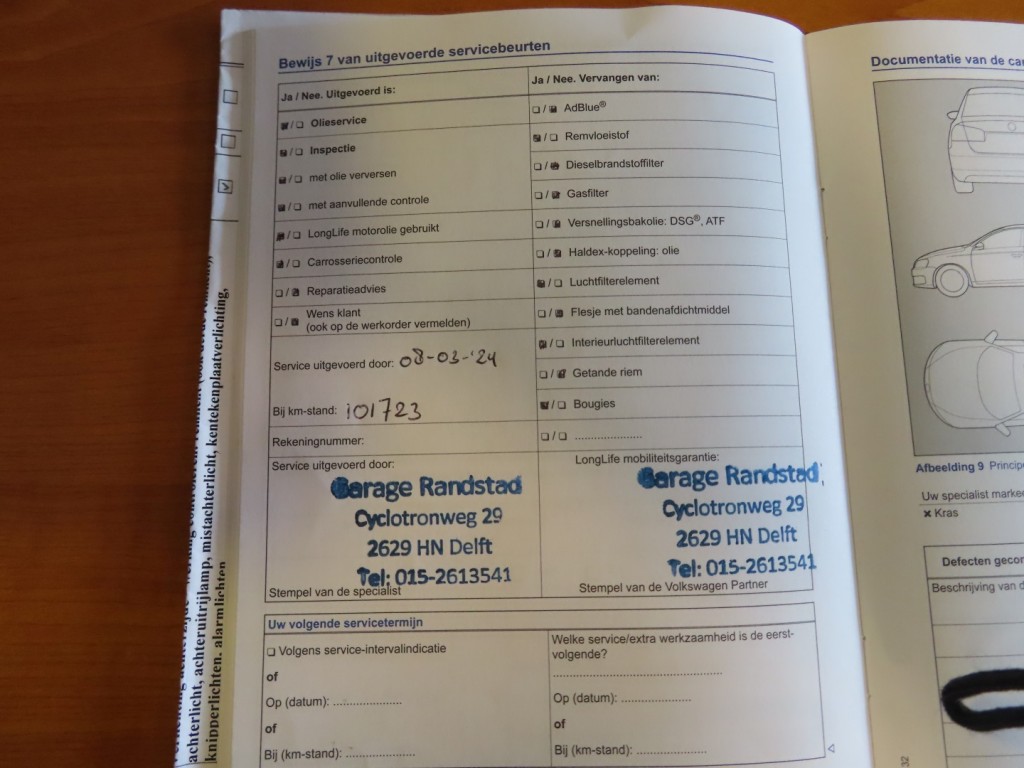 Bewijs 7 van uitgevoerde servicebeurten
Ja / Nee. Uitgevoerd is:
☒/☐ Olieservice
☒/☐ Inspectie
☒/☐ met olie verversen
☒/☐ met aanvullende controle
☒/☐ LongLife motorolie gebruikt
☒/☐ Carrosseriecontrole
☐/☒ Reparatieadvies
☐/☒ Wens klant
(ook op de werkorder vermelden)
Service uitgevoerd door: 08-03-'24
Bij km-stand: 101723
Rekeningnummer:
Ja / Nee. Vervangen van:
☐/☒ AdBlue®
☒/☐ Remvloeistof
☐/☒ Dieselbrandstoffilter
☐/☒ Gasfilter
☐/☒ Versnellingsbakolie: DSG®, ATF
☐/☒ Haldex-koppeling: olie
☒/☐ Luchtfilterelement
☐/☒ Flesje met bandenafdichtmiddel
☒/☐ Interieurluchtfilterelement
☐/☒ Getande riem
☒/☐ Bougies
☐/☐ ......................
Service uitgevoerd door:
Garage Randstad
Cyclotronweg 29
2629 HN Delft
Tel: 015-2613541
Stempel van de specialist
LongLife mobiliteitsgarantie:
Garage Randstad
Cyclotronweg 29
2629 HN Delft
Tel: 015-2613541
Stempel van de Volkswagen Partner
Uw volgende servicetermijn
☐ Volgens service-intervalindicatie
of
Op (datum): ......................
of
Bij (km-stand): ......................
Welke service/extra werkzaamheid is de eerst-
volgende?
......................
Op (datum): ......................
of
Bij (km-stand): ......................
achterlicht, achteruitrijlamp, mistachterlicht, kentekenplaatverlichting,
knipperlichten, alarmlichten
Documentatie van de ca
Afbeelding 9 Princip
Uw specialist marke
✖ Kras
Defecten gecor
Beschrijving van d
32